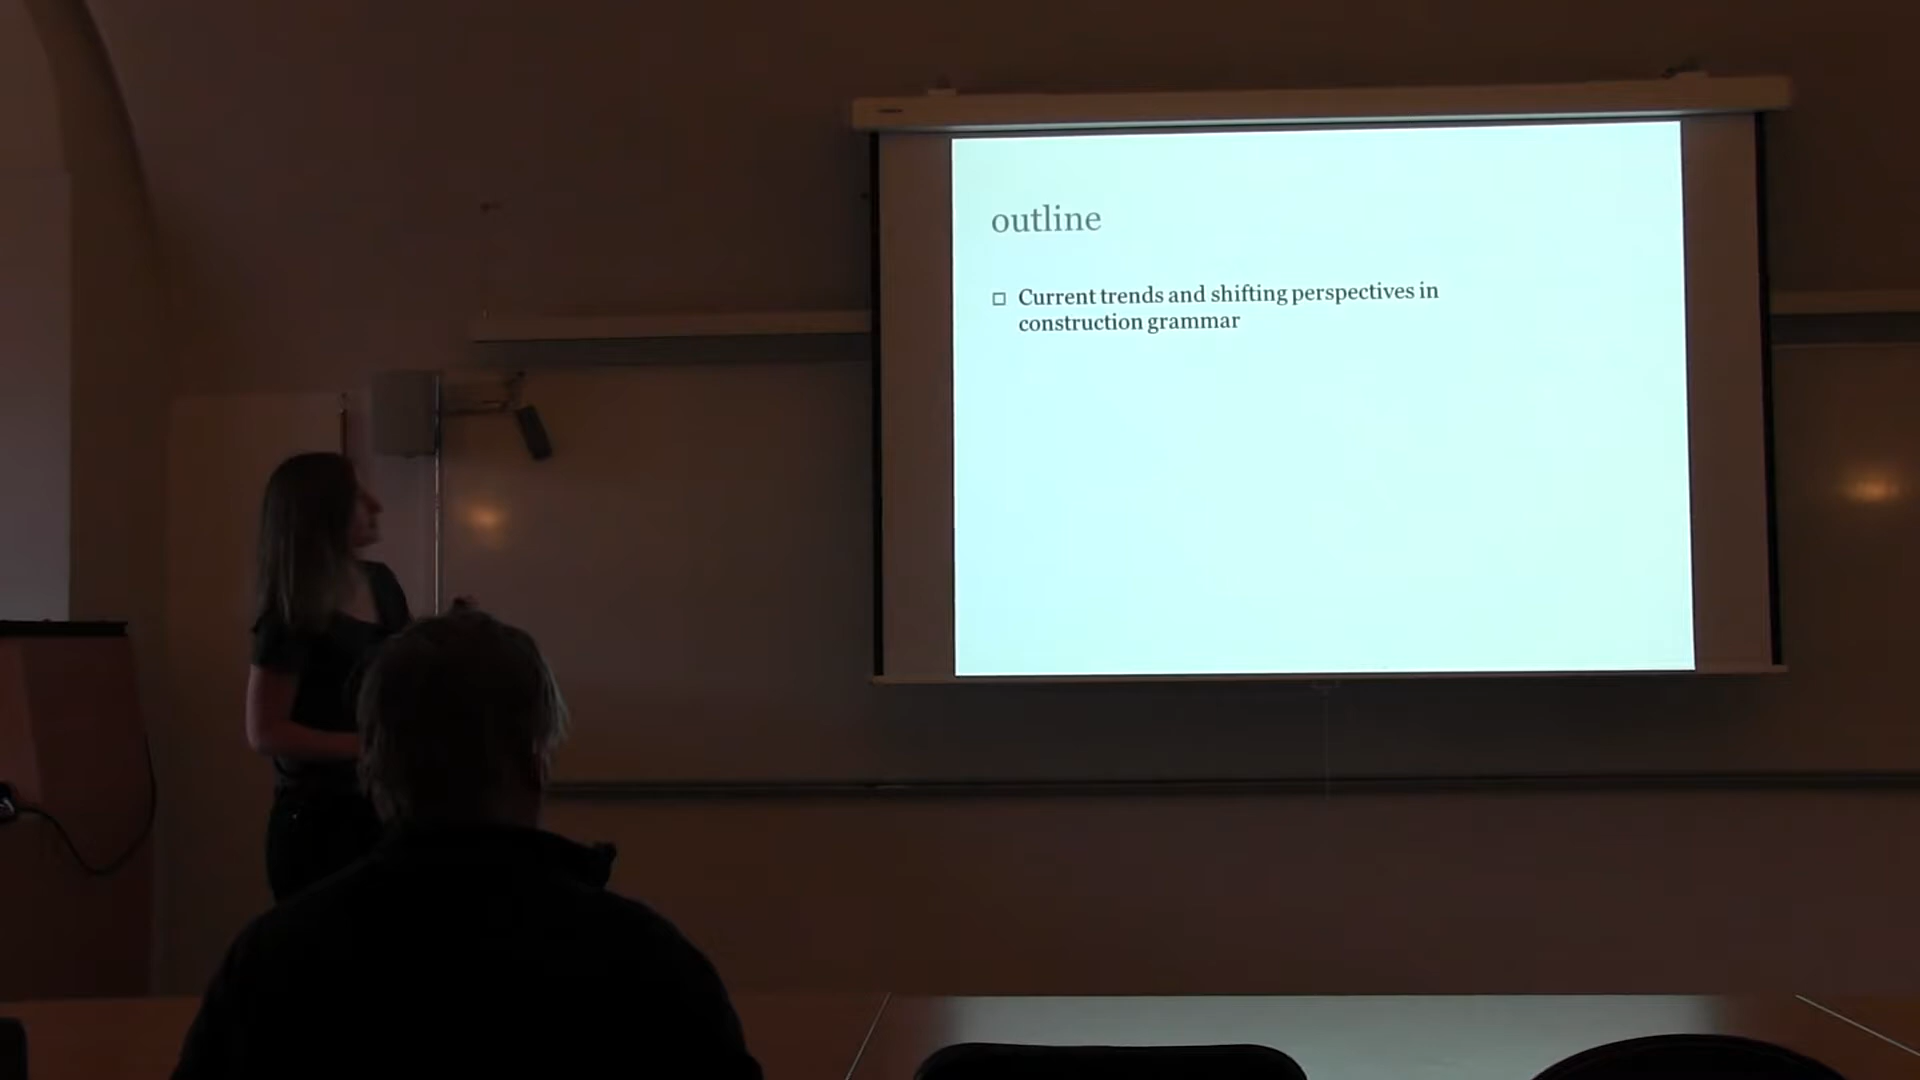 outline
Current trends and shifting perspectives in
construction grammar